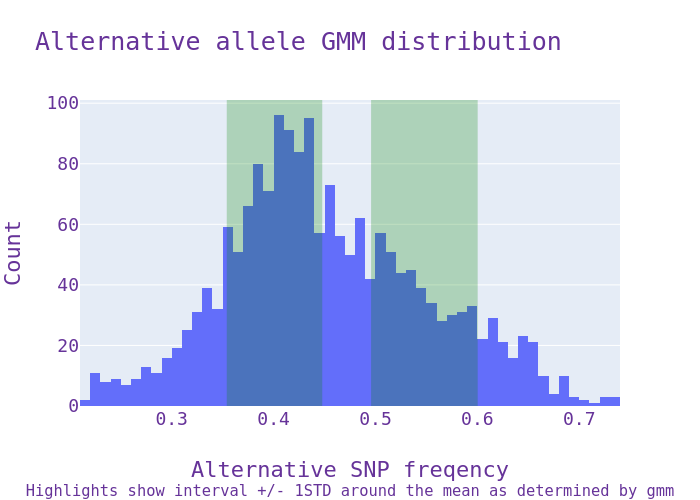 Alternative allele GMM distribution
100
80
60
40
20
0
Count
0.3 0.4 0.5 0.6 0.7
Alternative SNP freqency
Highlights show interval +/- 1STD around the mean as determined by gmm